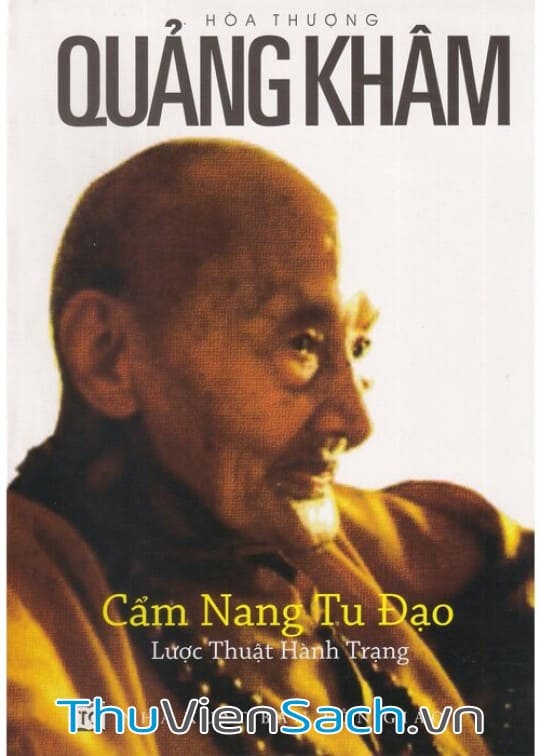 HÒA THƯỢNG
QUẢNG KHÂM
Cẩm Nang Tu Đạo
Lược Thuật Hành Trạng
ThuVienSach.vn